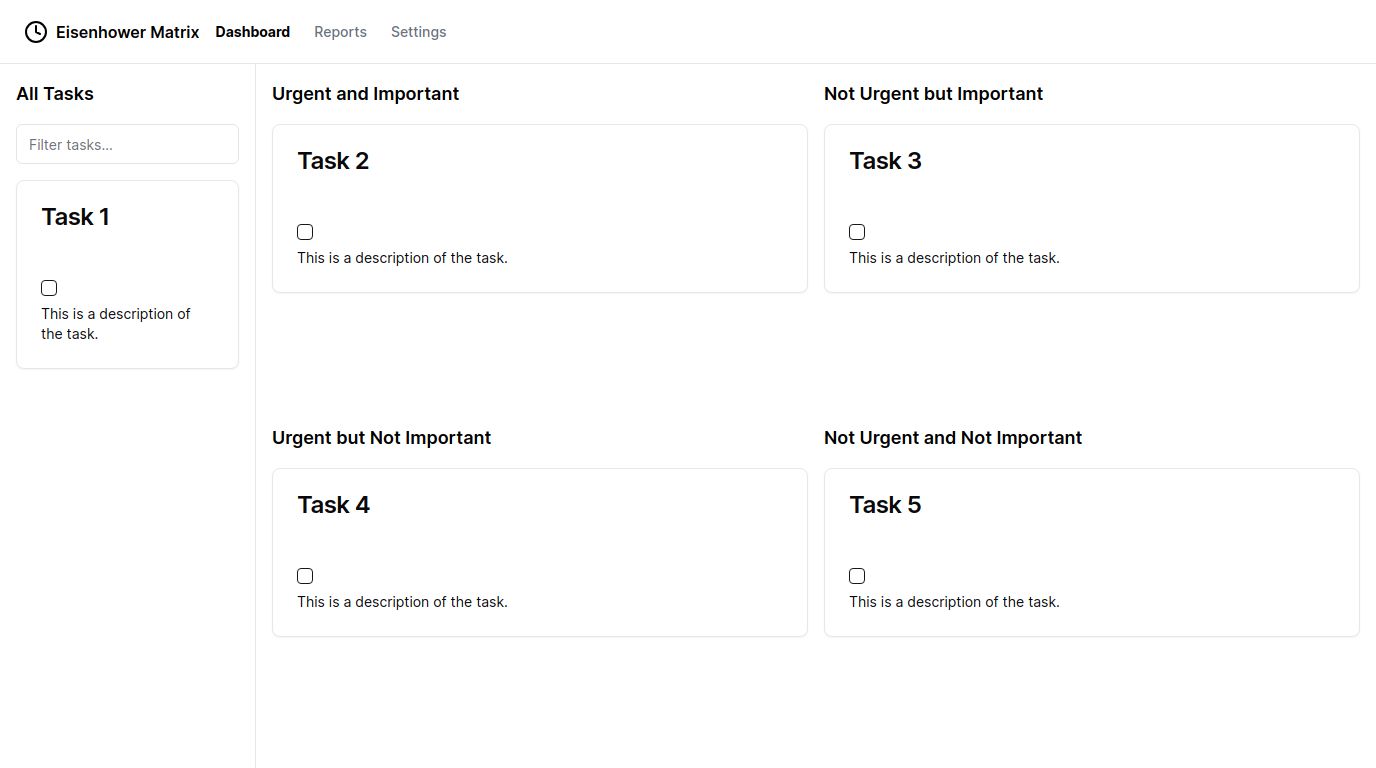 Eisenhower Matrix Dashboard Reports Settings
All Tasks
Filter tasks...
Task 1
This is a description of
the task.
Urgent and Important
Task 2
This is a description of the task.
Not Urgent but Important
Task 3
This is a description of the task.
Urgent but Not Important
Task 4
This is a description of the task.
Not Urgent and Not Important
Task 5
This is a description of the task.